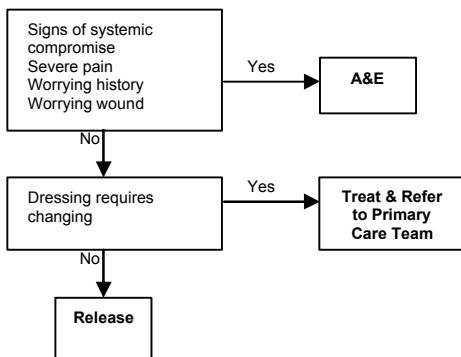 Signs of systemic
compromise
Severe pain
Worrying history
Worrying wound
Yes
A&E
No
Dressing requires
changing
Yes
Treat & Refer
to Primary
Care Team
No
Release